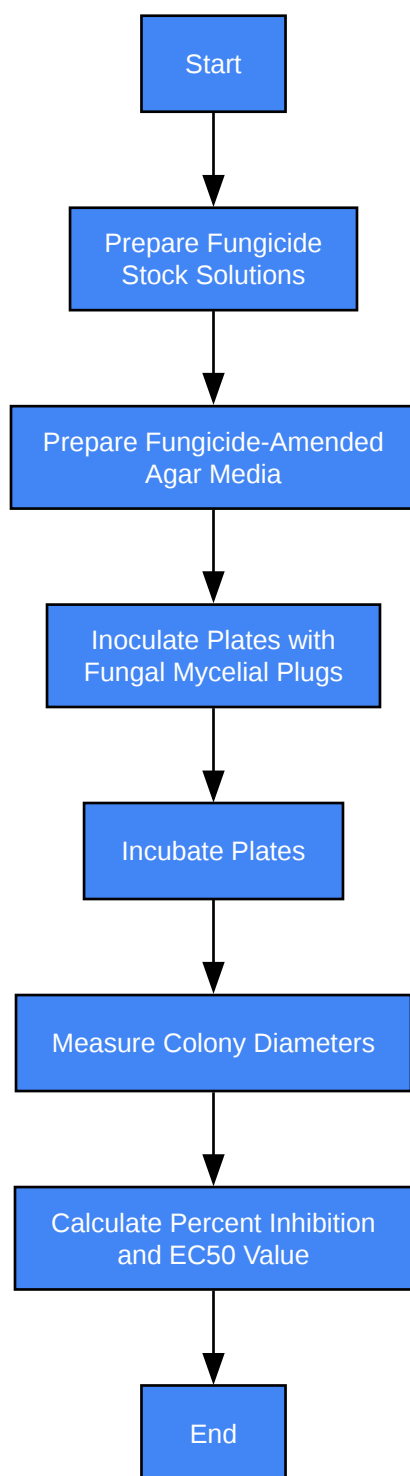 Start
Prepare Fungicide
Stock Solutions
Prepare Fungicide-Amended
Agar Media
Inoculate Plates with
Fungal Mycelial Plugs
Incubate Plates
Measure Colony Diameters
Calculate Percent Inhibition
and EC50 Value
End